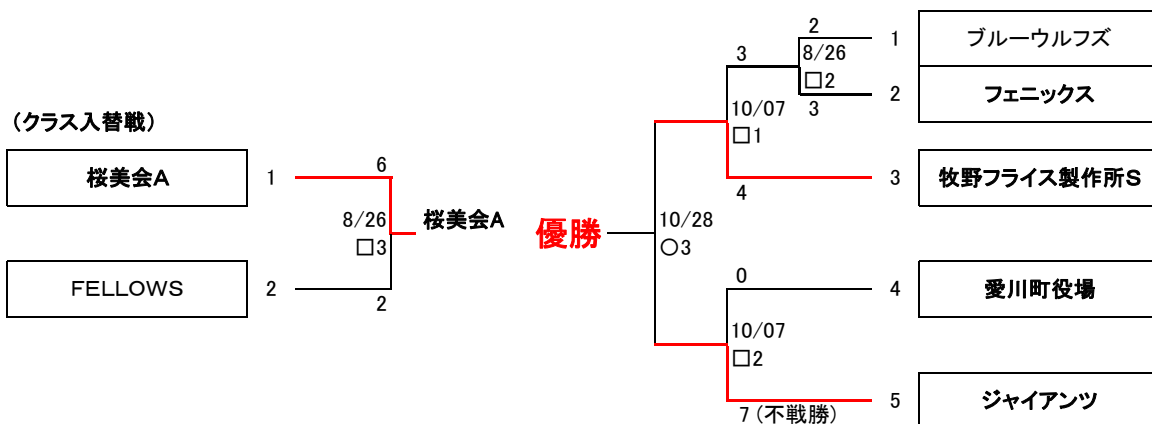 (クラス入替戦)
桜美会A
1
6
8/26
□3
桜美会A
FELLOWS
2
2
優勝
10/28
○3
2
1
ブルーウルフズ
3
8/26
□2
2
フェニックス
3
10/07
□1
4
3
牧野フライス製作所S
0
4
愛川町役場
10/07
□2
7 (不戦勝)
5
ジャイアンツ